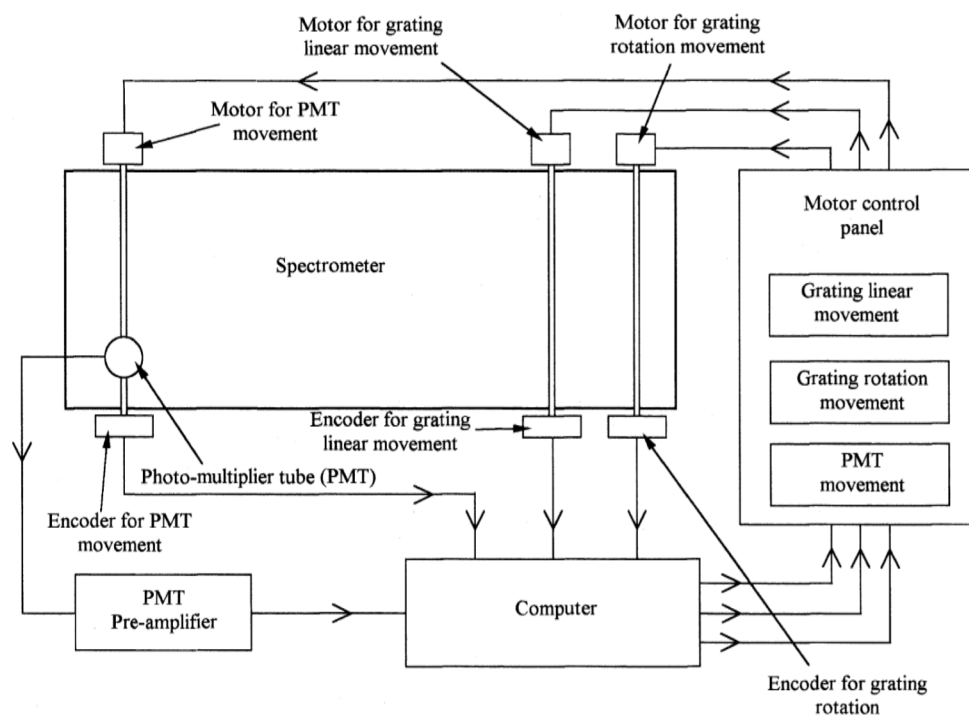 Motor for grating
linear movement
Motor for grating
rotation movement
Motor for PMT
movement
Motor control
panel
Spectrometer
Grating linear
movement
Grating rotation
movement
PMT
movement
Encoder for grating
linear movement
Photo-multiplier tube (PMT)
Encoder for PMT
movement
PMT
Pre-amplifier
Computer
Encoder for grating
rotation